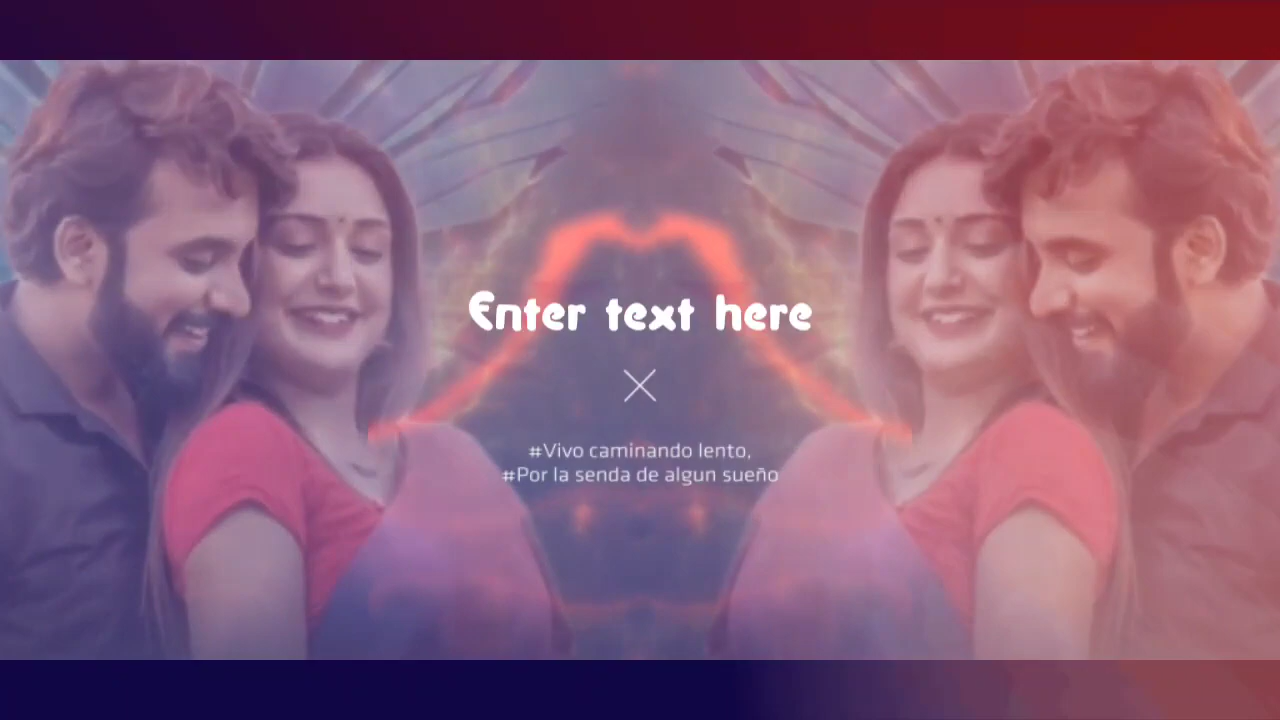 Enter text here
#Vivo caminando lento,
#Por la senda de algun sueño